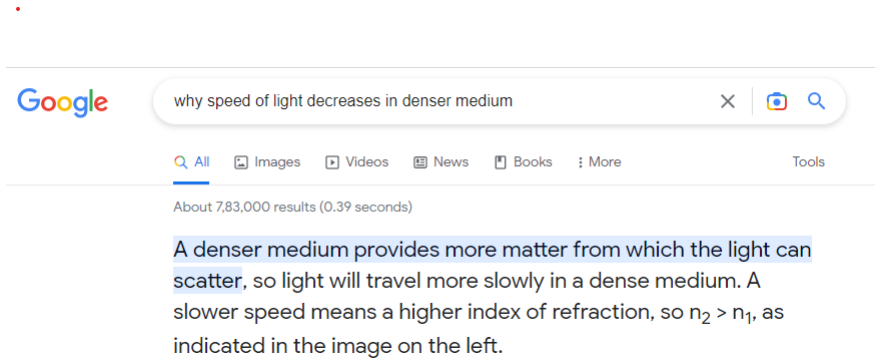 Google
why speed of light decreases in denser medium
All Images Videos News Books More Tools
About 7,83,000 results (0.39 seconds)
A denser medium provides more matter from which the light can
scatter, so light will travel more slowly in a dense medium. A
slower speed means a higher index of refraction, so n₂ > n₁, as
indicated in the image on the left.